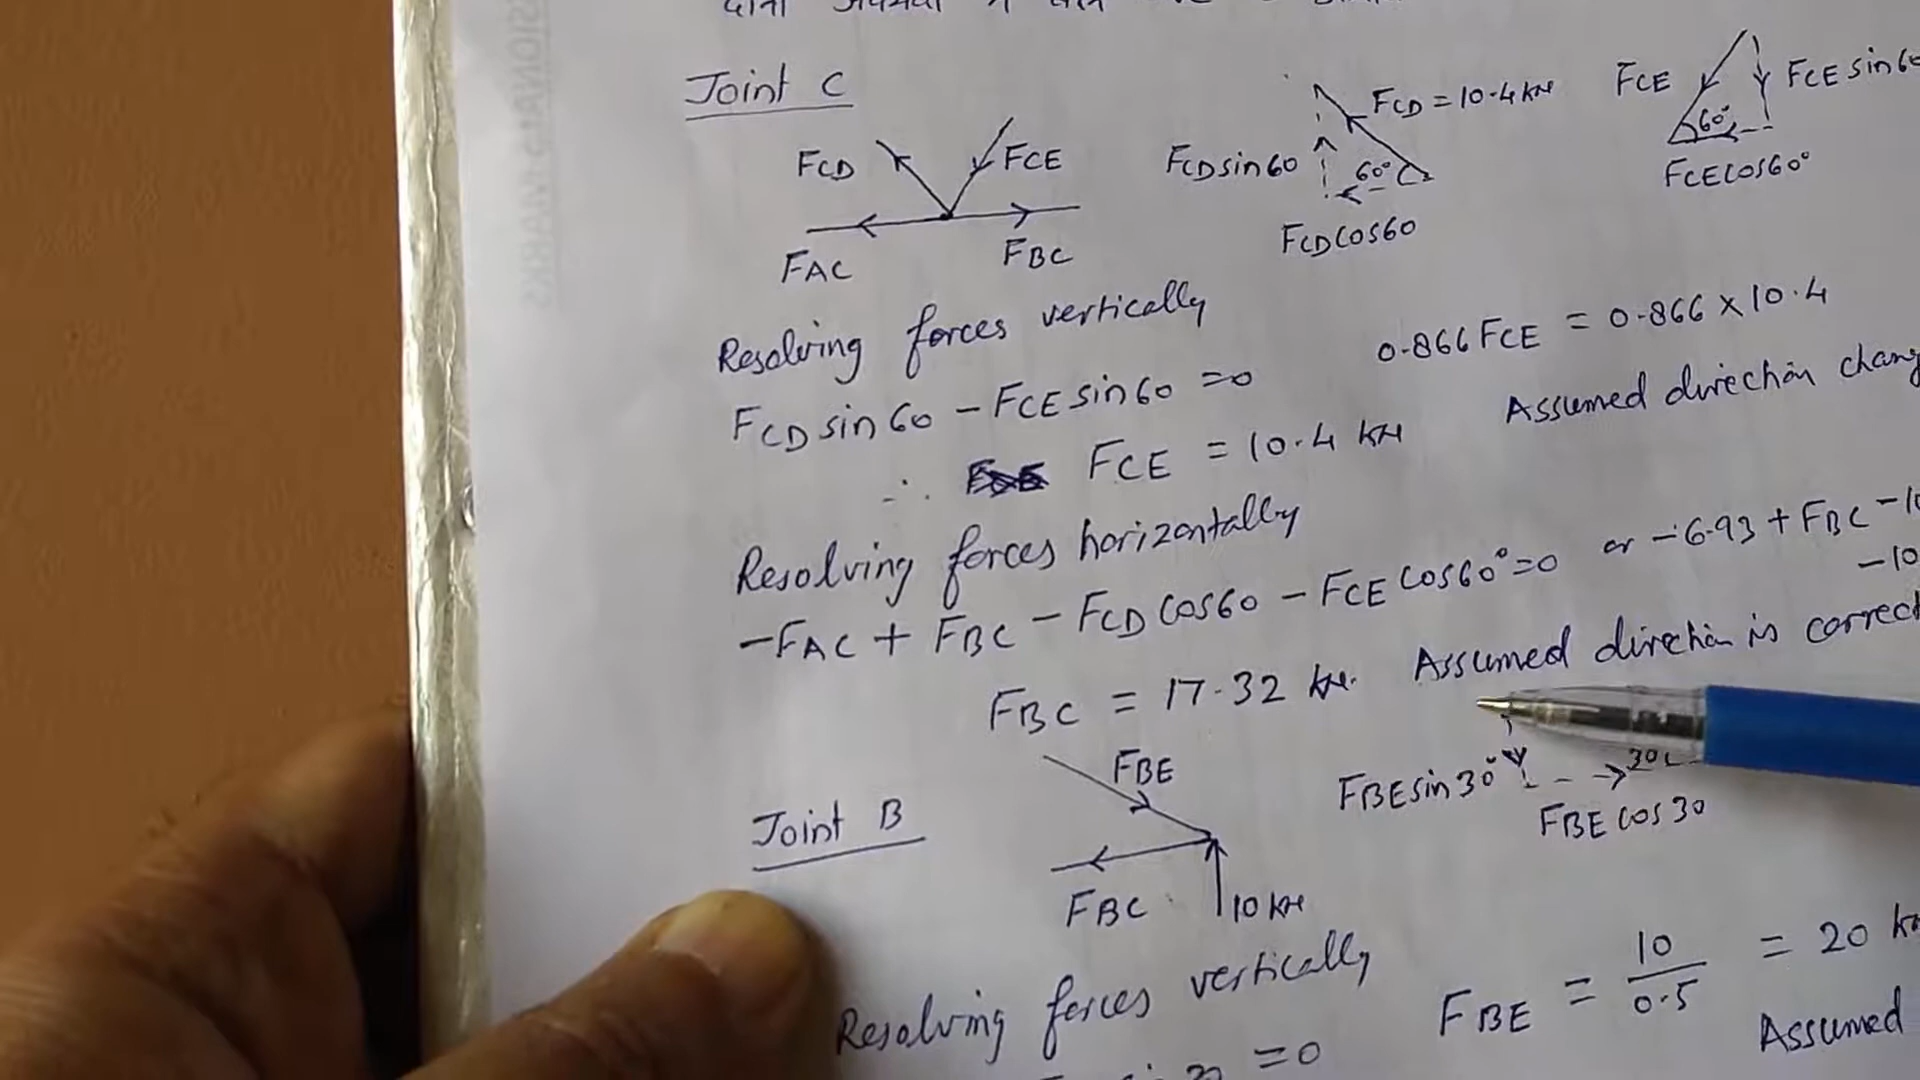 Joint C
FCD
FCE
FAC
FBC
FCD = 10.4 kN
FCD sin 60
60°
FCD cos 60
FCE
FCE sin 60
60°
FCE cos 60°
Resolving forces vertically
FCD sin 60 - FCE sin 60 = 0
0.866 FCE = 0.866 × 10.4
∴ FCE = 10.4 kN
Assumed direction
Resolving forces horizontally
-FAC + FBC - FCD cos 60 - FCE cos 60° = 0 or -6.93 + FBC
FBC = 17.32 kN. Assumed direction is correct
Joint B
FBE
FBC
10 kN
FBE sin 30°
FBE cos 30
Resolving forces vertically
= 0
FBE = 10/0.5 = 20
Assumed